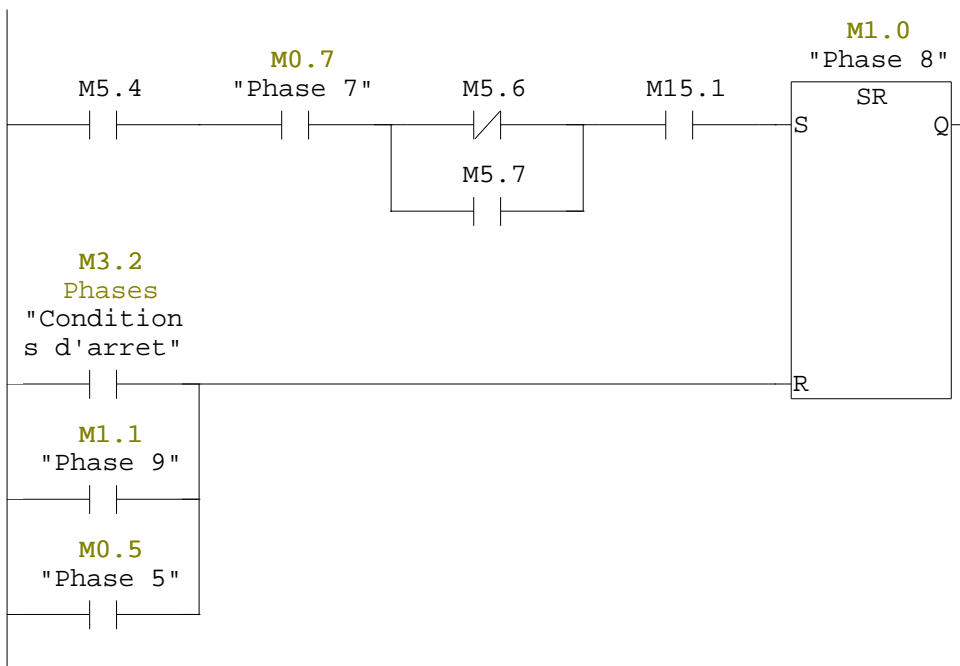 M1.0
"Phase 8"
M0.7
"Phase 7"
M5.4
M5.6
M15.1
SR
S
Q
M5.7
M3.2
Phases
"Condition
s d'arret"
R
M1.1
"Phase 9"
M0.5
"Phase 5"